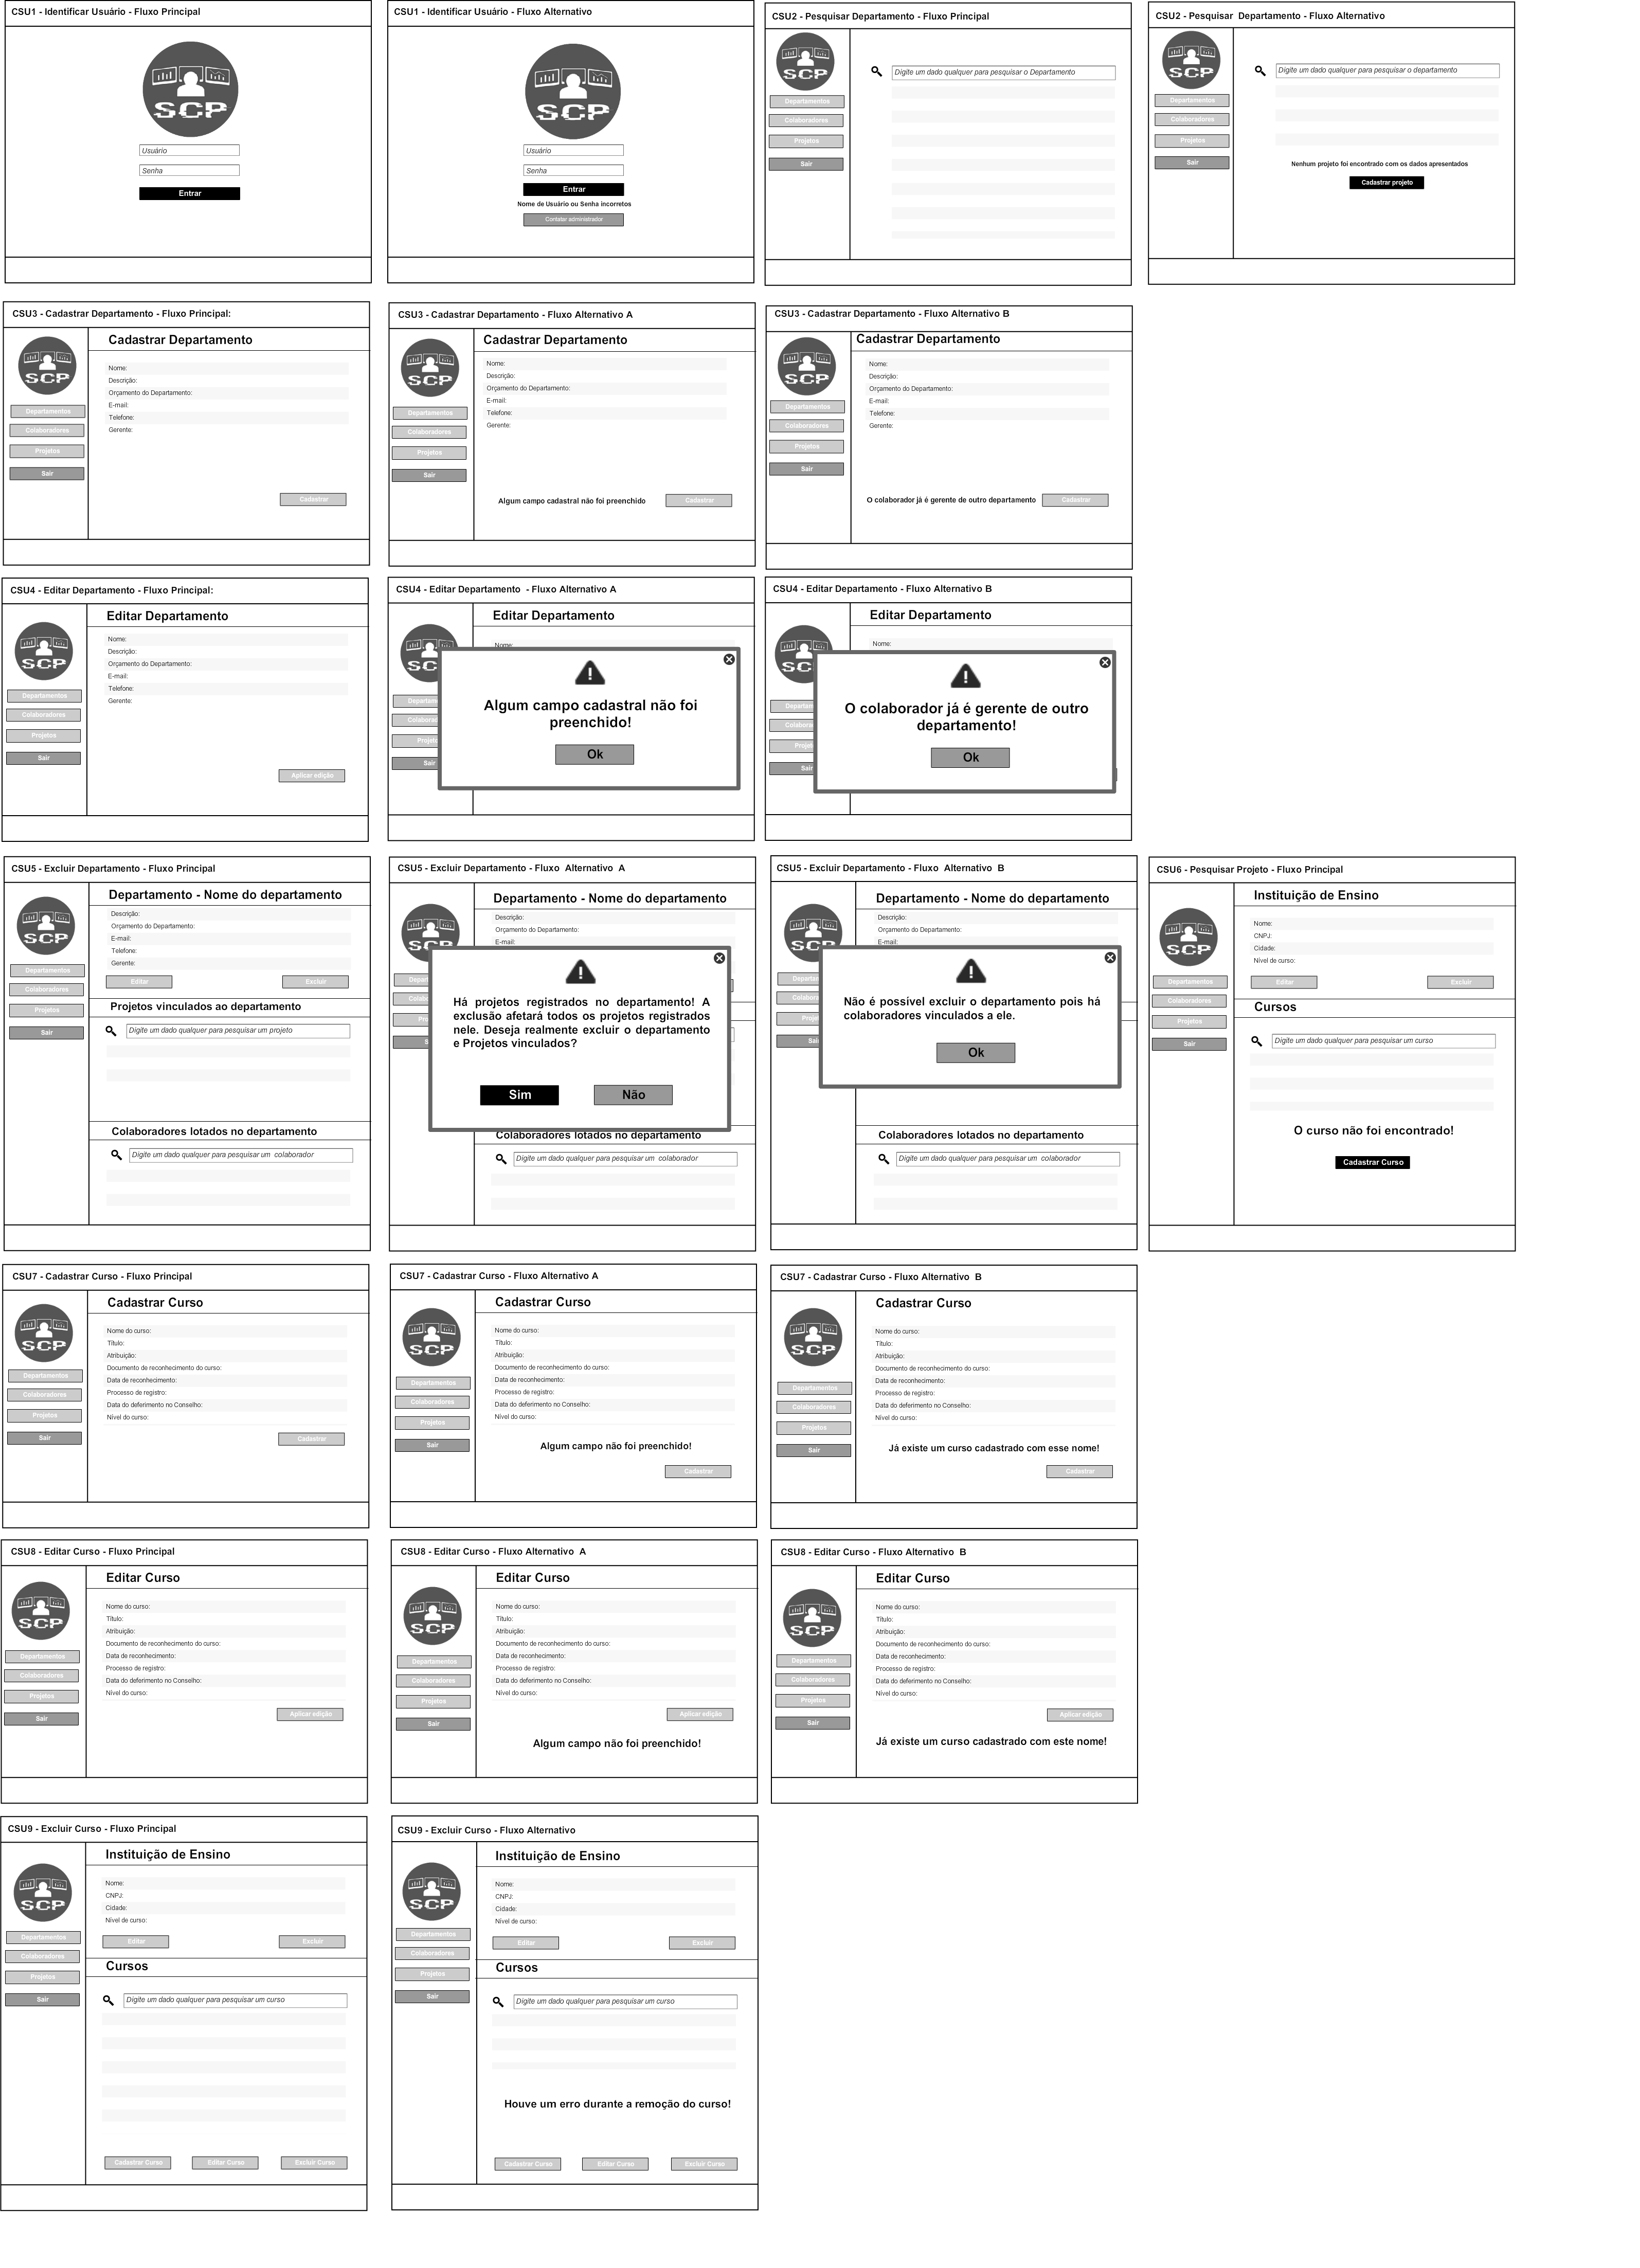 CSU1 - Identificar Usuário - Fluxo Principal
SCP
Usuário
Senha
Entrar
CSU1 - Identificar Usuário - Fluxo Alternativo
SCP
Usuário
Senha
Entrar
Nome de Usuário ou Senha incorretos
Contatar administrador
CSU2 - Pesquisar Departamento - Fluxo Principal
SCP
Departamentos
Colaboradores
Projetos
Sair
Digite um dado qualquer para pesquisar o Departamento
CSU2 - Pesquisar  Departamento - Fluxo Alternativo
SCP
Departamentos
Colaboradores
Projetos
Sair
Digite um dado qualquer para pesquisar o departamento
Nenhum projeto foi encontrado com os dados apresentados
Cadastrar projeto
CSU3 - Cadastrar Departamento - Fluxo Principal:
SCP
Departamentos
Colaboradores
Projetos
Sair
Cadastrar Departamento
Nome:
Descrição:
Orçamento do Departamento:
E-mail:
Telefone:
Gerente:
Cadastrar
CSU3 - Cadastrar Departamento - Fluxo Alternativo A
SCP
Departamentos
Colaboradores
Projetos
Sair
Cadastrar Departamento
Nome:
Descrição:
Orçamento do Departamento:
E-mail:
Telefone:
Gerente:
Algum campo cadastral não foi preenchido
Cadastrar
CSU3 - Cadastrar Departamento - Fluxo Alternativo B
SCP
Departamentos
Colaboradores
Projetos
Sair
Cadastrar Departamento
Nome:
Descrição:
Orçamento do Departamento:
E-mail:
Telefone:
Gerente:
O colaborador já é gerente de outro departamento
Cadastrar
CSU4 - Editar Departamento - Fluxo Principal:
SCP
Departamentos
Colaboradores
Projetos
Sair
Editar Departamento
Nome:
Descrição:
Orçamento do Departamento:
E-mail:
Telefone:
Gerente:
Aplicar edição
CSU4 - Editar Departamento  - Fluxo Alternativo A
SCP
Sair
Editar Departamento
Nome:
Algum campo cadastral não foi
preenchido!
Ok
CSU4 - Editar Departamento - Fluxo Alternativo B
SCP
Editar Departamento
Nome:
O colaborador já é gerente de outro
departamento!
Ok
CSU5 - Excluir Departamento - Fluxo Principal
SCP
Departamentos
Colaboradores
Projetos
Sair
Departamento - Nome do departamento
Descrição:
Orçamento do Departamento:
E-mail:
Telefone:
Gerente:
Editar
Excluir
Projetos vinculados ao departamento
Digite um dado qualquer para pesquisar um projeto
Colaboradores lotados no departamento
Digite um dado qualquer para pesquisar um  colaborador
CSU5 - Excluir Departamento - Fluxo  Alternativo  A
SCP
Departamento - Nome do departamento
Descrição:
Orçamento do Departamento:
E-mail:
Há projetos registrados no departamento! A
exclusão afetará todos os projetos registrados
nele. Deseja realmente excluir o departamento
e Projetos vinculados?
Sim
Não
Colaboradores lotados no departamento
Digite um dado qualquer para pesquisar um  colaborador
CSU5 - Excluir Departamento - Fluxo  Alternativo  B
SCP
Departamento - Nome do departamento
Descrição:
Orçamento do Departamento:
E-mail:
Não é possível excluir o departamento pois há
colaboradores vinculados a ele.
Ok
Colaboradores lotados no departamento
Digite um dado qualquer para pesquisar um  colaborador
CSU6 - Pesquisar Projeto - Fluxo Principal
SCP
Departamentos
Colaboradores
Projetos
Sair
Instituição de Ensino
Nome:
CNPJ:
Cidade:
Nível de curso:
Editar
Excluir
Cursos
Digite um dado qualquer para pesquisar um curso
O curso não foi encontrado!
Cadastrar Curso
CSU7 - Cadastrar Curso - Fluxo Principal
SCP
Departamentos
Colaboradores
Projetos
Sair
Cadastrar Curso
Nome do curso:
Título:
Atribuição:
Documento de reconhecimento do curso:
Data de reconhecimento:
Processo de registro:
Data do deferimento no Conselho:
Nível do curso:
Cadastrar
CSU7 - Cadastrar Curso - Fluxo Alternativo A
SCP
Departamentos
Colaboradores
Projetos
Sair
Cadastrar Curso
Nome do curso:
Título:
Atribuição:
Documento de reconhecimento do curso:
Data de reconhecimento:
Processo de registro:
Data do deferimento no Conselho:
Nível do curso:
Algum campo não foi preenchido!
Cadastrar
CSU7 - Cadastrar Curso - Fluxo Alternativo  B
SCP
Departamentos
Colaboradores
Projetos
Sair
Cadastrar Curso
Nome do curso:
Título:
Atribuição:
Documento de reconhecimento do curso:
Data de reconhecimento:
Processo de registro:
Data do deferimento no Conselho:
Nível do curso:
Já existe um curso cadastrado com esse nome!
Cadastrar
CSU8 - Editar Curso - Fluxo Principal
SCP
Departamentos
Colaboradores
Projetos
Sair
Editar Curso
Nome do curso:
Título:
Atribuição:
Documento de reconhecimento do curso:
Data de reconhecimento:
Processo de registro:
Data do deferimento no Conselho:
Nível do curso:
Aplicar edição
CSU8 - Editar Curso - Fluxo Alternativo  A
SCP
Departamentos
Colaboradores
Projetos
Sair
Editar Curso
Nome do curso:
Título:
Atribuição:
Documento de reconhecimento do curso:
Data de reconhecimento:
Processo de registro:
Data do deferimento no Conselho:
Nível do curso:
Aplicar edição
Algum campo não foi preenchido!
CSU8 - Editar Curso - Fluxo Alternativo  B
SCP
Departamentos
Colaboradores
Projetos
Sair
Editar Curso
Nome do curso:
Título:
Atribuição:
Documento de reconhecimento do curso:
Data de reconhecimento:
Processo de registro:
Data do deferimento no Conselho:
Nível do curso:
Aplicar edição
Já existe um curso cadastrado com este nome!
CSU9 - Excluir Curso - Fluxo Principal
SCP
Departamentos
Colaboradores
Projetos
Sair
Instituição de Ensino
Nome:
CNPJ:
Cidade:
Nível de curso:
Editar
Excluir
Cursos
Digite um dado qualquer para pesquisar um curso
Cadastrar Curso
Editar Curso
Excluir Curso
CSU9 - Excluir Curso - Fluxo Alternativo
SCP
Departamentos
Colaboradores
Projetos
Sair
Instituição de Ensino
Nome:
CNPJ:
Cidade:
Nível de curso:
Editar
Excluir
Cursos
Digite um dado qualquer para pesquisar um curso
Houve um erro durante a remoção do curso!
Cadastrar Curso
Editar Curso
Excluir Curso